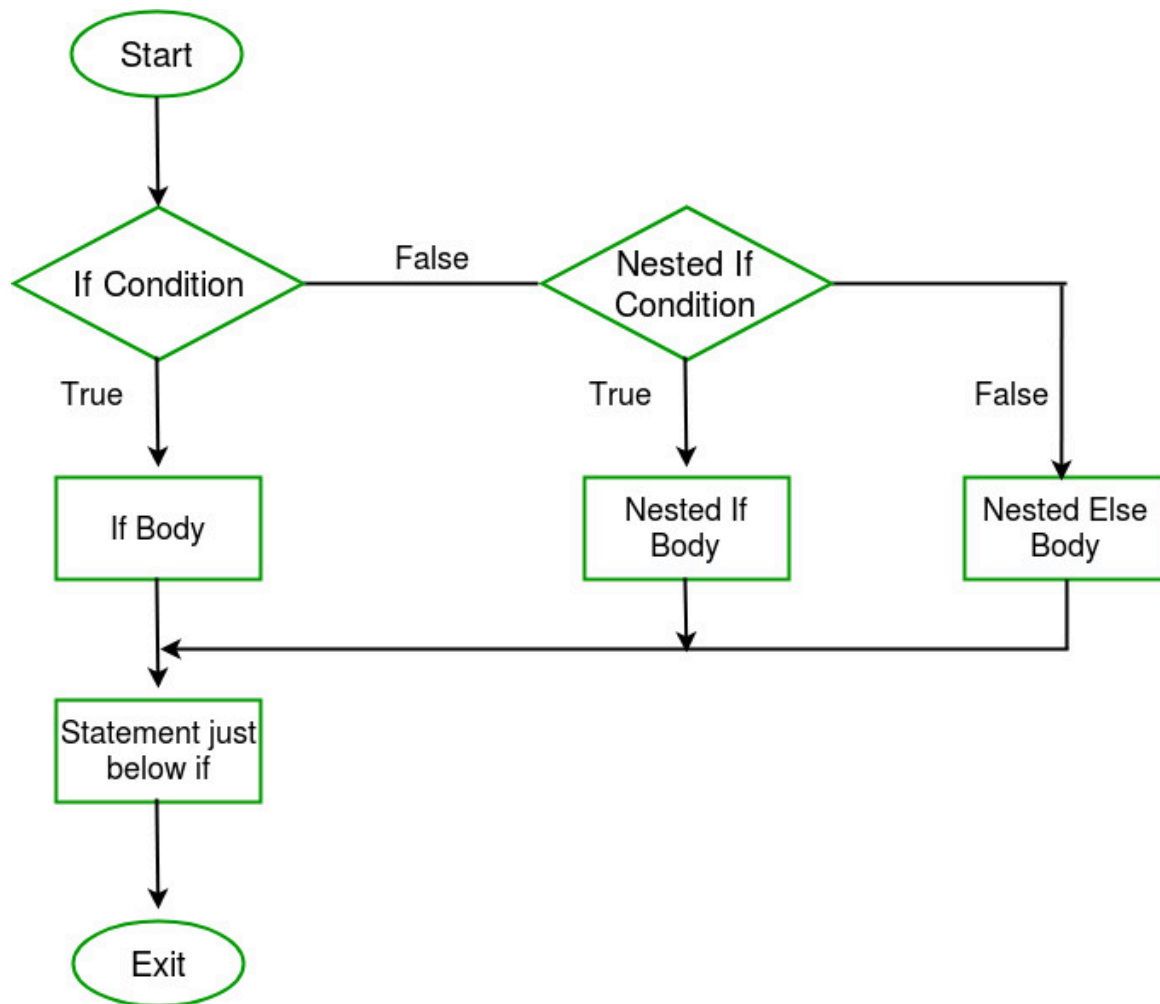 Start
If Condition
False
Nested If
Condition
True
True
False
If Body
Nested If
Body
Nested Else
Body
Statement just
below if
Exit